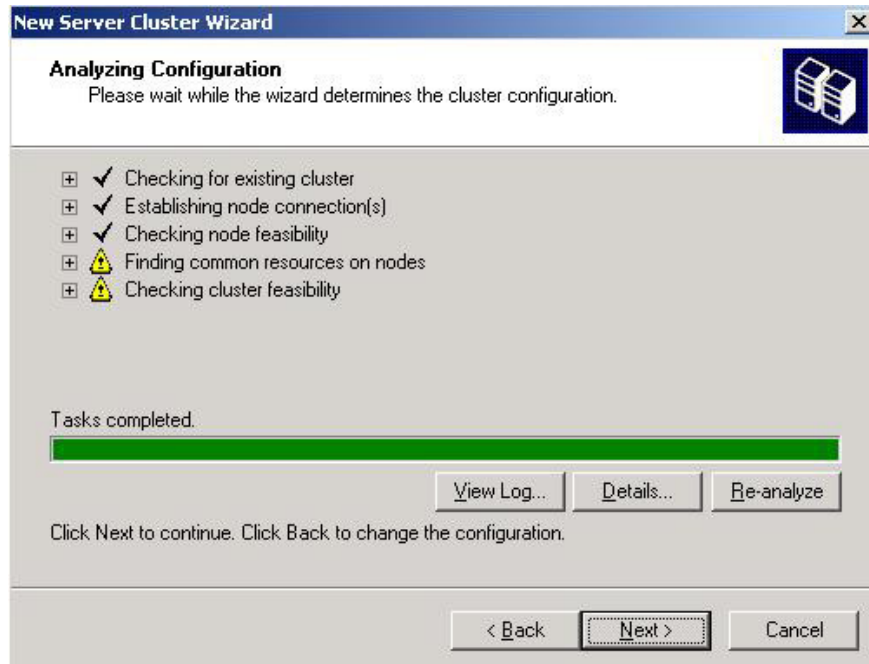 New Server Cluster Wizard
Analyzing Configuration
Please wait while the wizard determines the cluster configuration.
Checking for existing cluster
Establishing node connection(s)
Checking node feasibility
Finding common resources on nodes
Checking cluster feasibility
Tasks completed.
View Log... Details... Re-analyze
Click Next to continue. Click Back to change the configuration.
< Back Next > Cancel